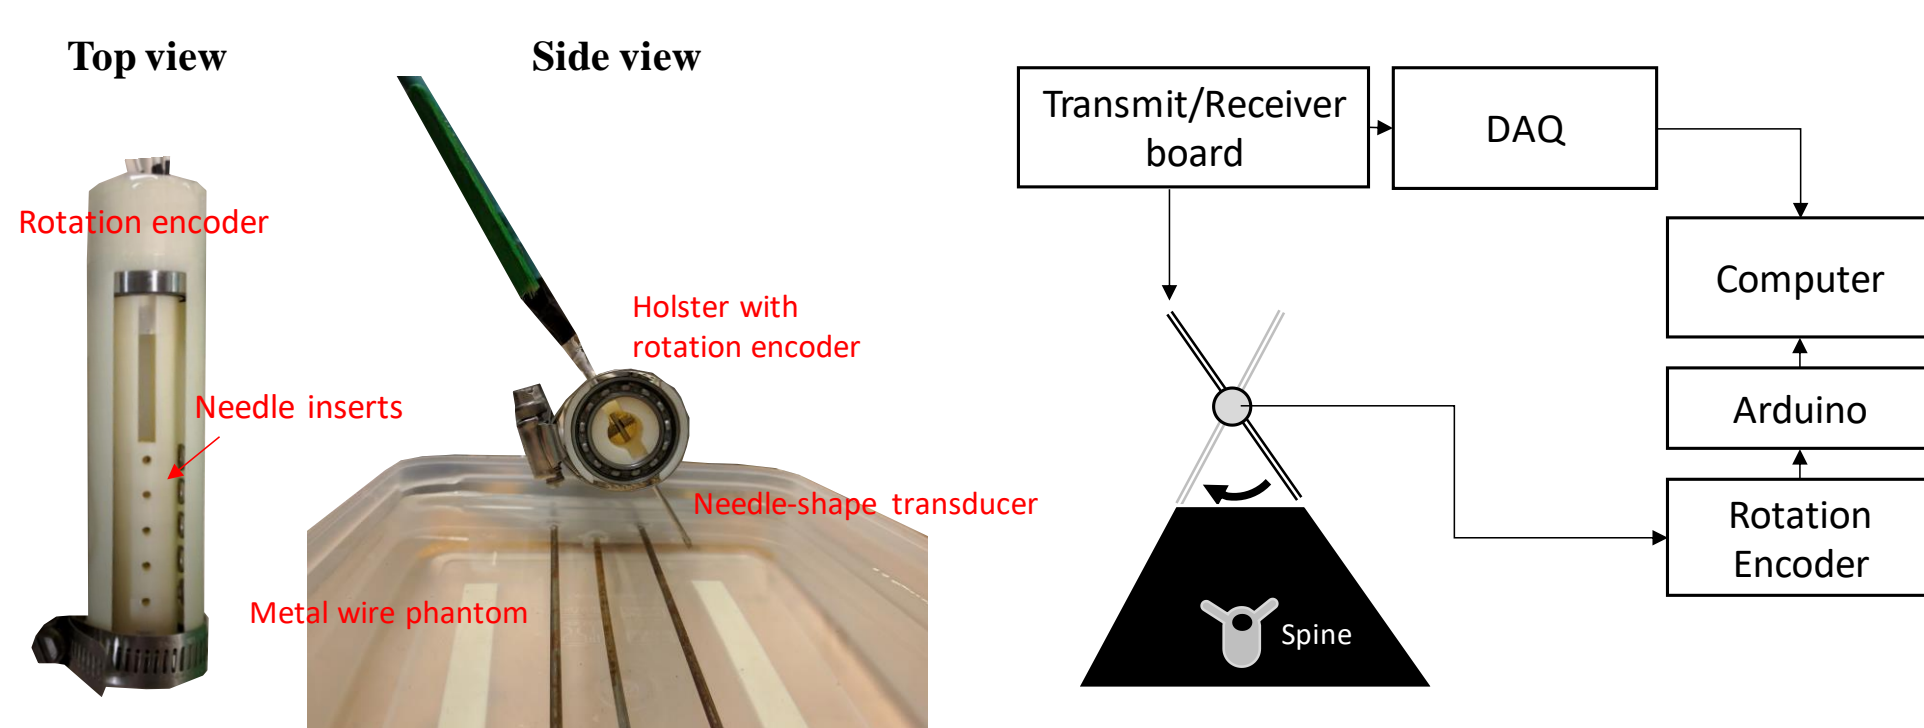 Top view
Side view
Rotation encoder
Needle inserts
Holster with
rotation encoder
Needle-shape transducer
Metal wire phantom
Transmit/Receiver
board
DAQ
Computer
Arduino
Rotation
Encoder
Spine